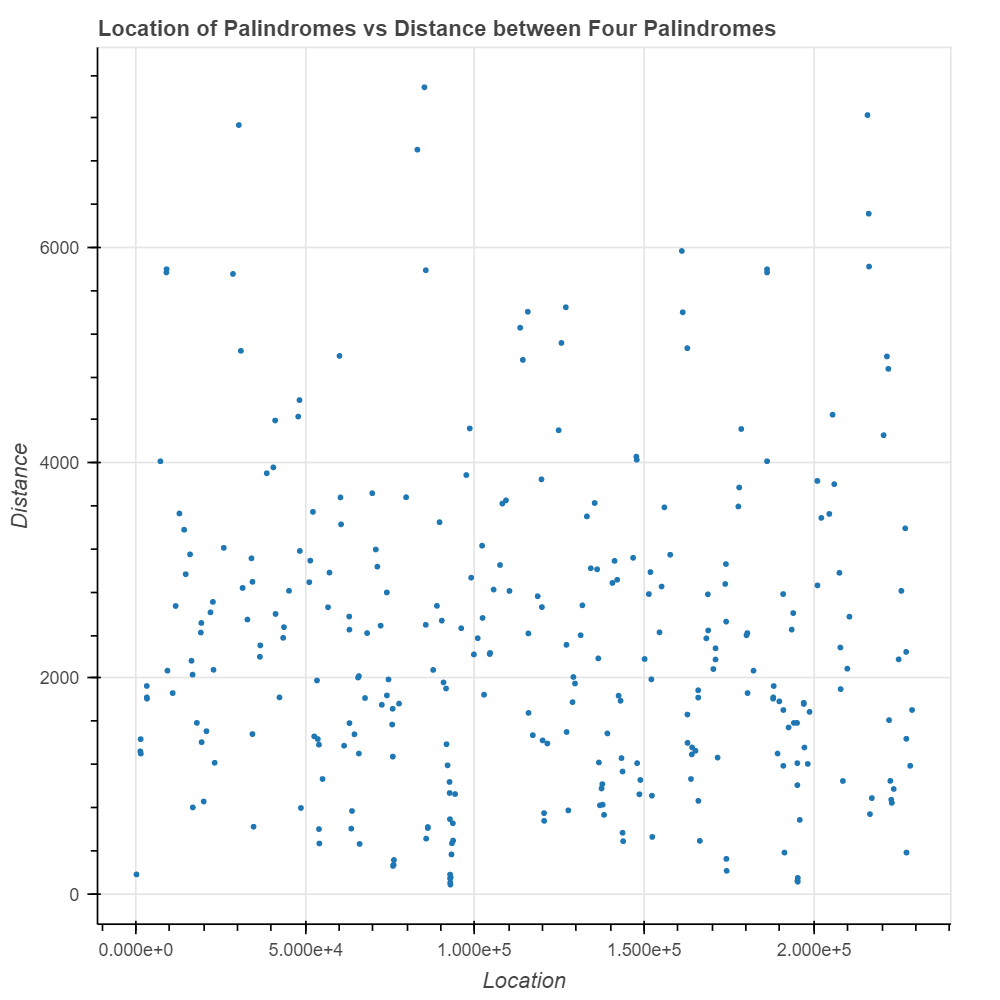 Location of Palindromes vs Distance between Four Palindromes
Distance
6000
4000
2000
0
0.000e+0 5.000e+4 1.000e+5 1.500e+5 2.000e+5
Location